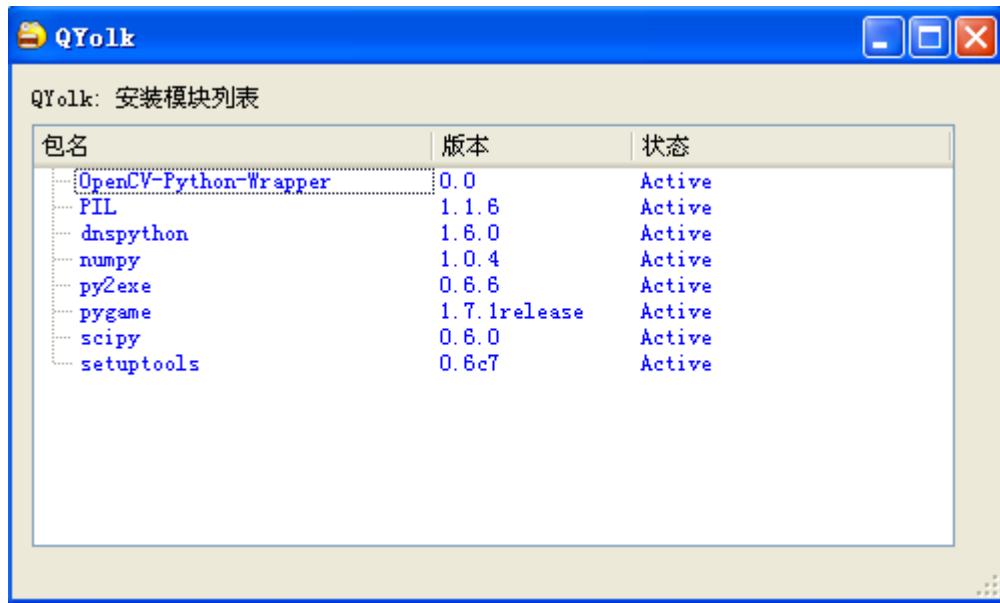 QYolk
QYolk: 安装模块列表
包名 版本 状态
OpenCV-Python-Wrapper 0.0 Active
PIL 1.1.6 Active
dnspython 1.6.0 Active
numpy 1.0.4 Active
py2exe 0.6.6 Active
pygame 1.7.1release Active
scipy 0.6.0 Active
setuptools 0.6c7 Active